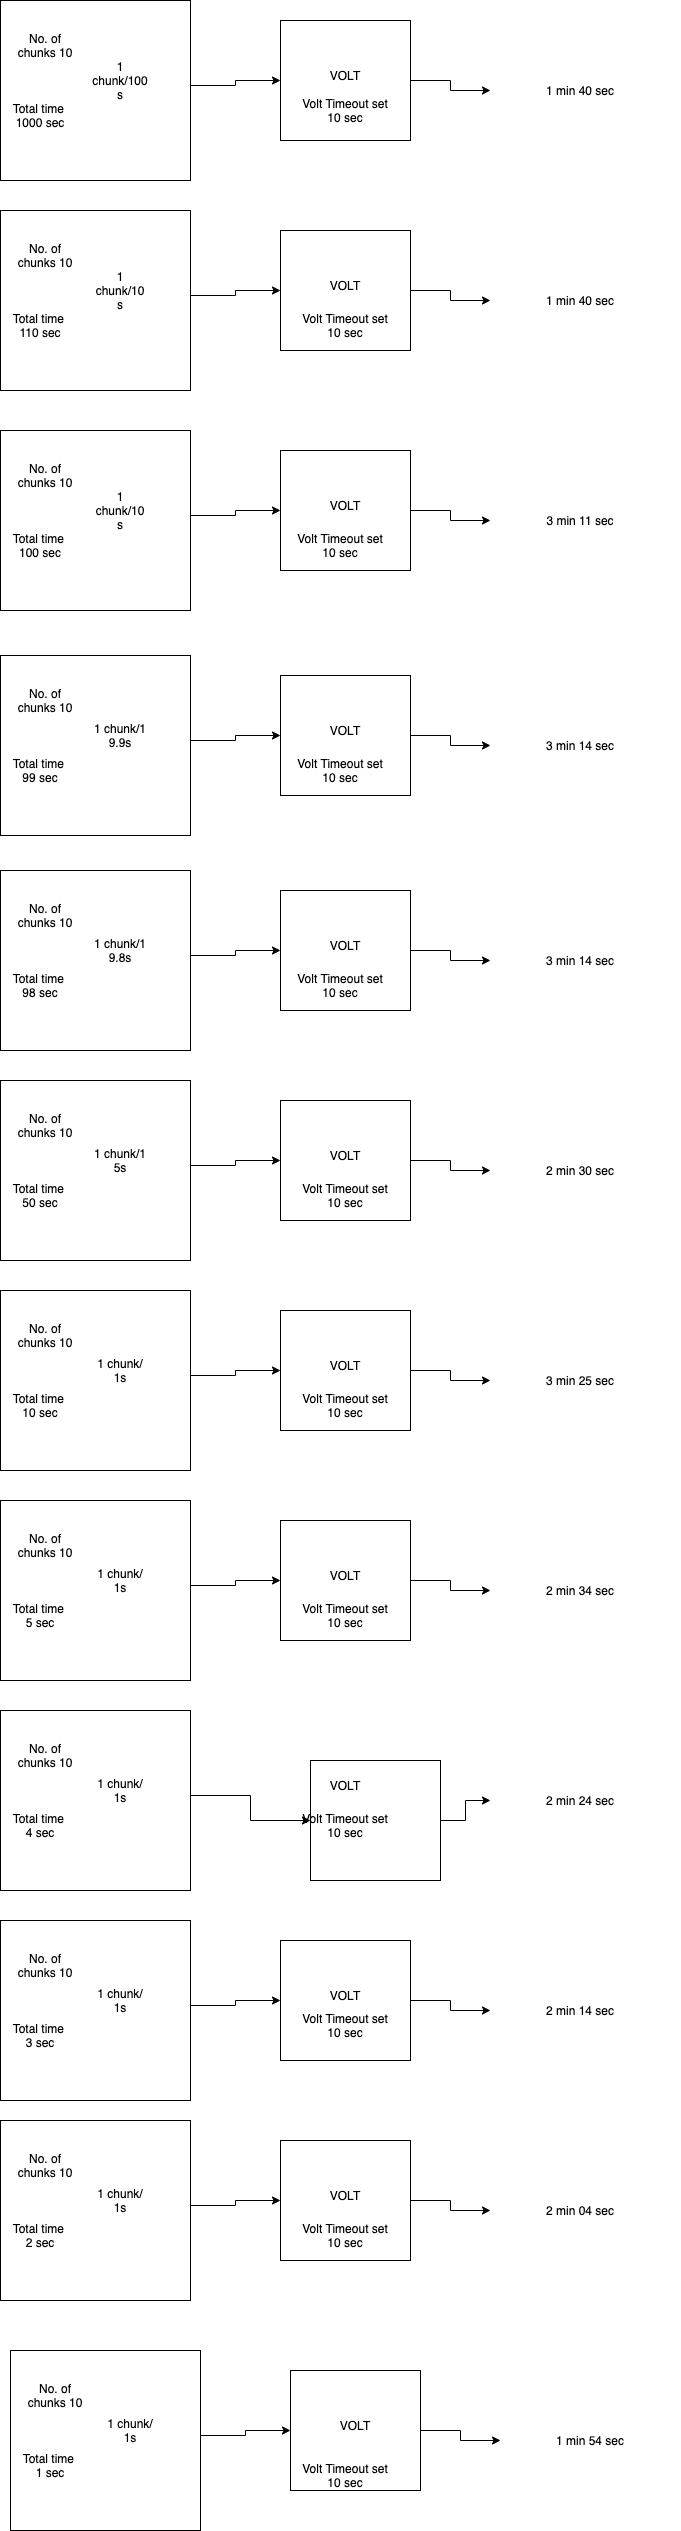 No. of
chunks 10
1
chunk/100
s
Total time
1000 sec
VOLT
Volt Timeout set
10 sec
1 min 40 sec
No. of
chunks 10
1
chunk/10
s
Total time
110 sec
VOLT
Volt Timeout set
10 sec
1 min 40 sec
No. of
chunks 10
1
chunk/10
s
Total time
100 sec
VOLT
Volt Timeout set
10 sec
3 min 11 sec
No. of
chunks 10
1 chunk/1
9.9s
Total time
99 sec
VOLT
Volt Timeout set
10 sec
3 min 14 sec
No. of
chunks 10
1 chunk/1
9.8s
Total time
98 sec
VOLT
Volt Timeout set
10 sec
3 min 14 sec
No. of
chunks 10
1 chunk/1
5s
Total time
50 sec
VOLT
Volt Timeout set
10 sec
2 min 30 sec
No. of
chunks 10
1 chunk/
1s
Total time
10 sec
VOLT
Volt Timeout set
10 sec
3 min 25 sec
No. of
chunks 10
1 chunk/
1s
Total time
5 sec
VOLT
Volt Timeout set
10 sec
2 min 34 sec
No. of
chunks 10
1 chunk/
1s
Total time
4 sec
VOLT
Volt Timeout set
10 sec
2 min 24 sec
No. of
chunks 10
1 chunk/
1s
Total time
3 sec
VOLT
Volt Timeout set
10 sec
2 min 14 sec
No. of
chunks 10
1 chunk/
1s
Total time
2 sec
VOLT
Volt Timeout set
10 sec
2 min 04 sec
No. of
chunks 10
1 chunk/
1s
Total time
1 sec
VOLT
Volt Timeout set
10 sec
1 min 54 sec